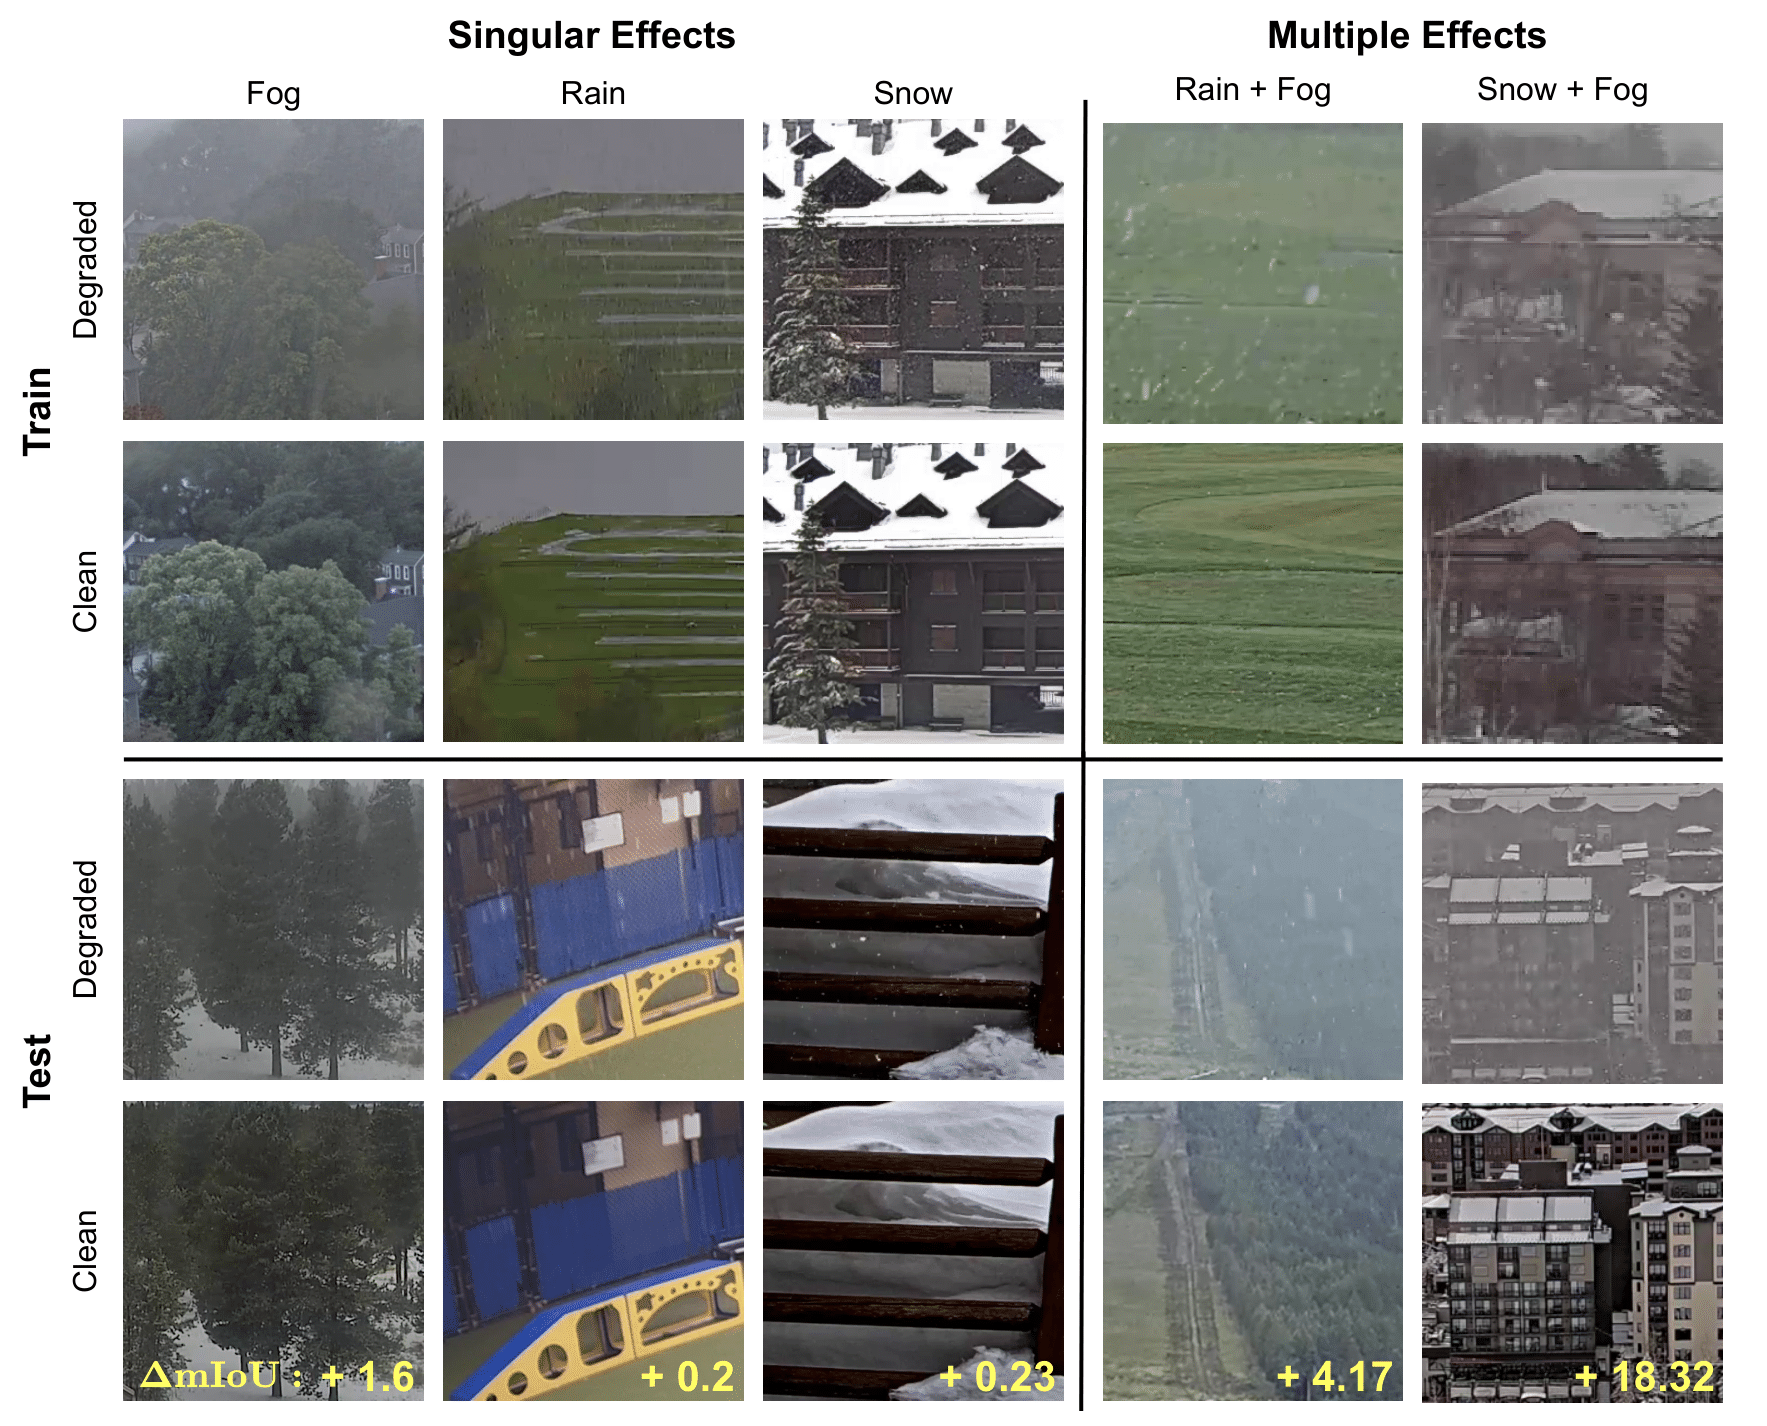 Singular Effects
Multiple Effects
Fog
Rain
Snow
Rain + Fog
Snow + Fog
Train
Degraded
Clean
Test
Degraded
Clean
ΔmIoU : + 1.6
+ 0.2
+ 0.23
+ 4.17
+ 18.32